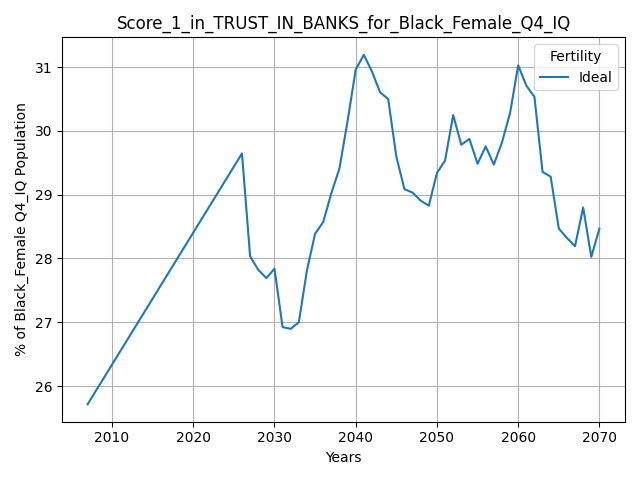 Score_1_in_TRUST_IN_BANKS_for_Black_Female_Q4_IQ
Fertility
Ideal
% of Black_Female Q4_IQ Population
31
30
29
28
27
26
2010 2020 2030 2040 2050 2060 2070
Years